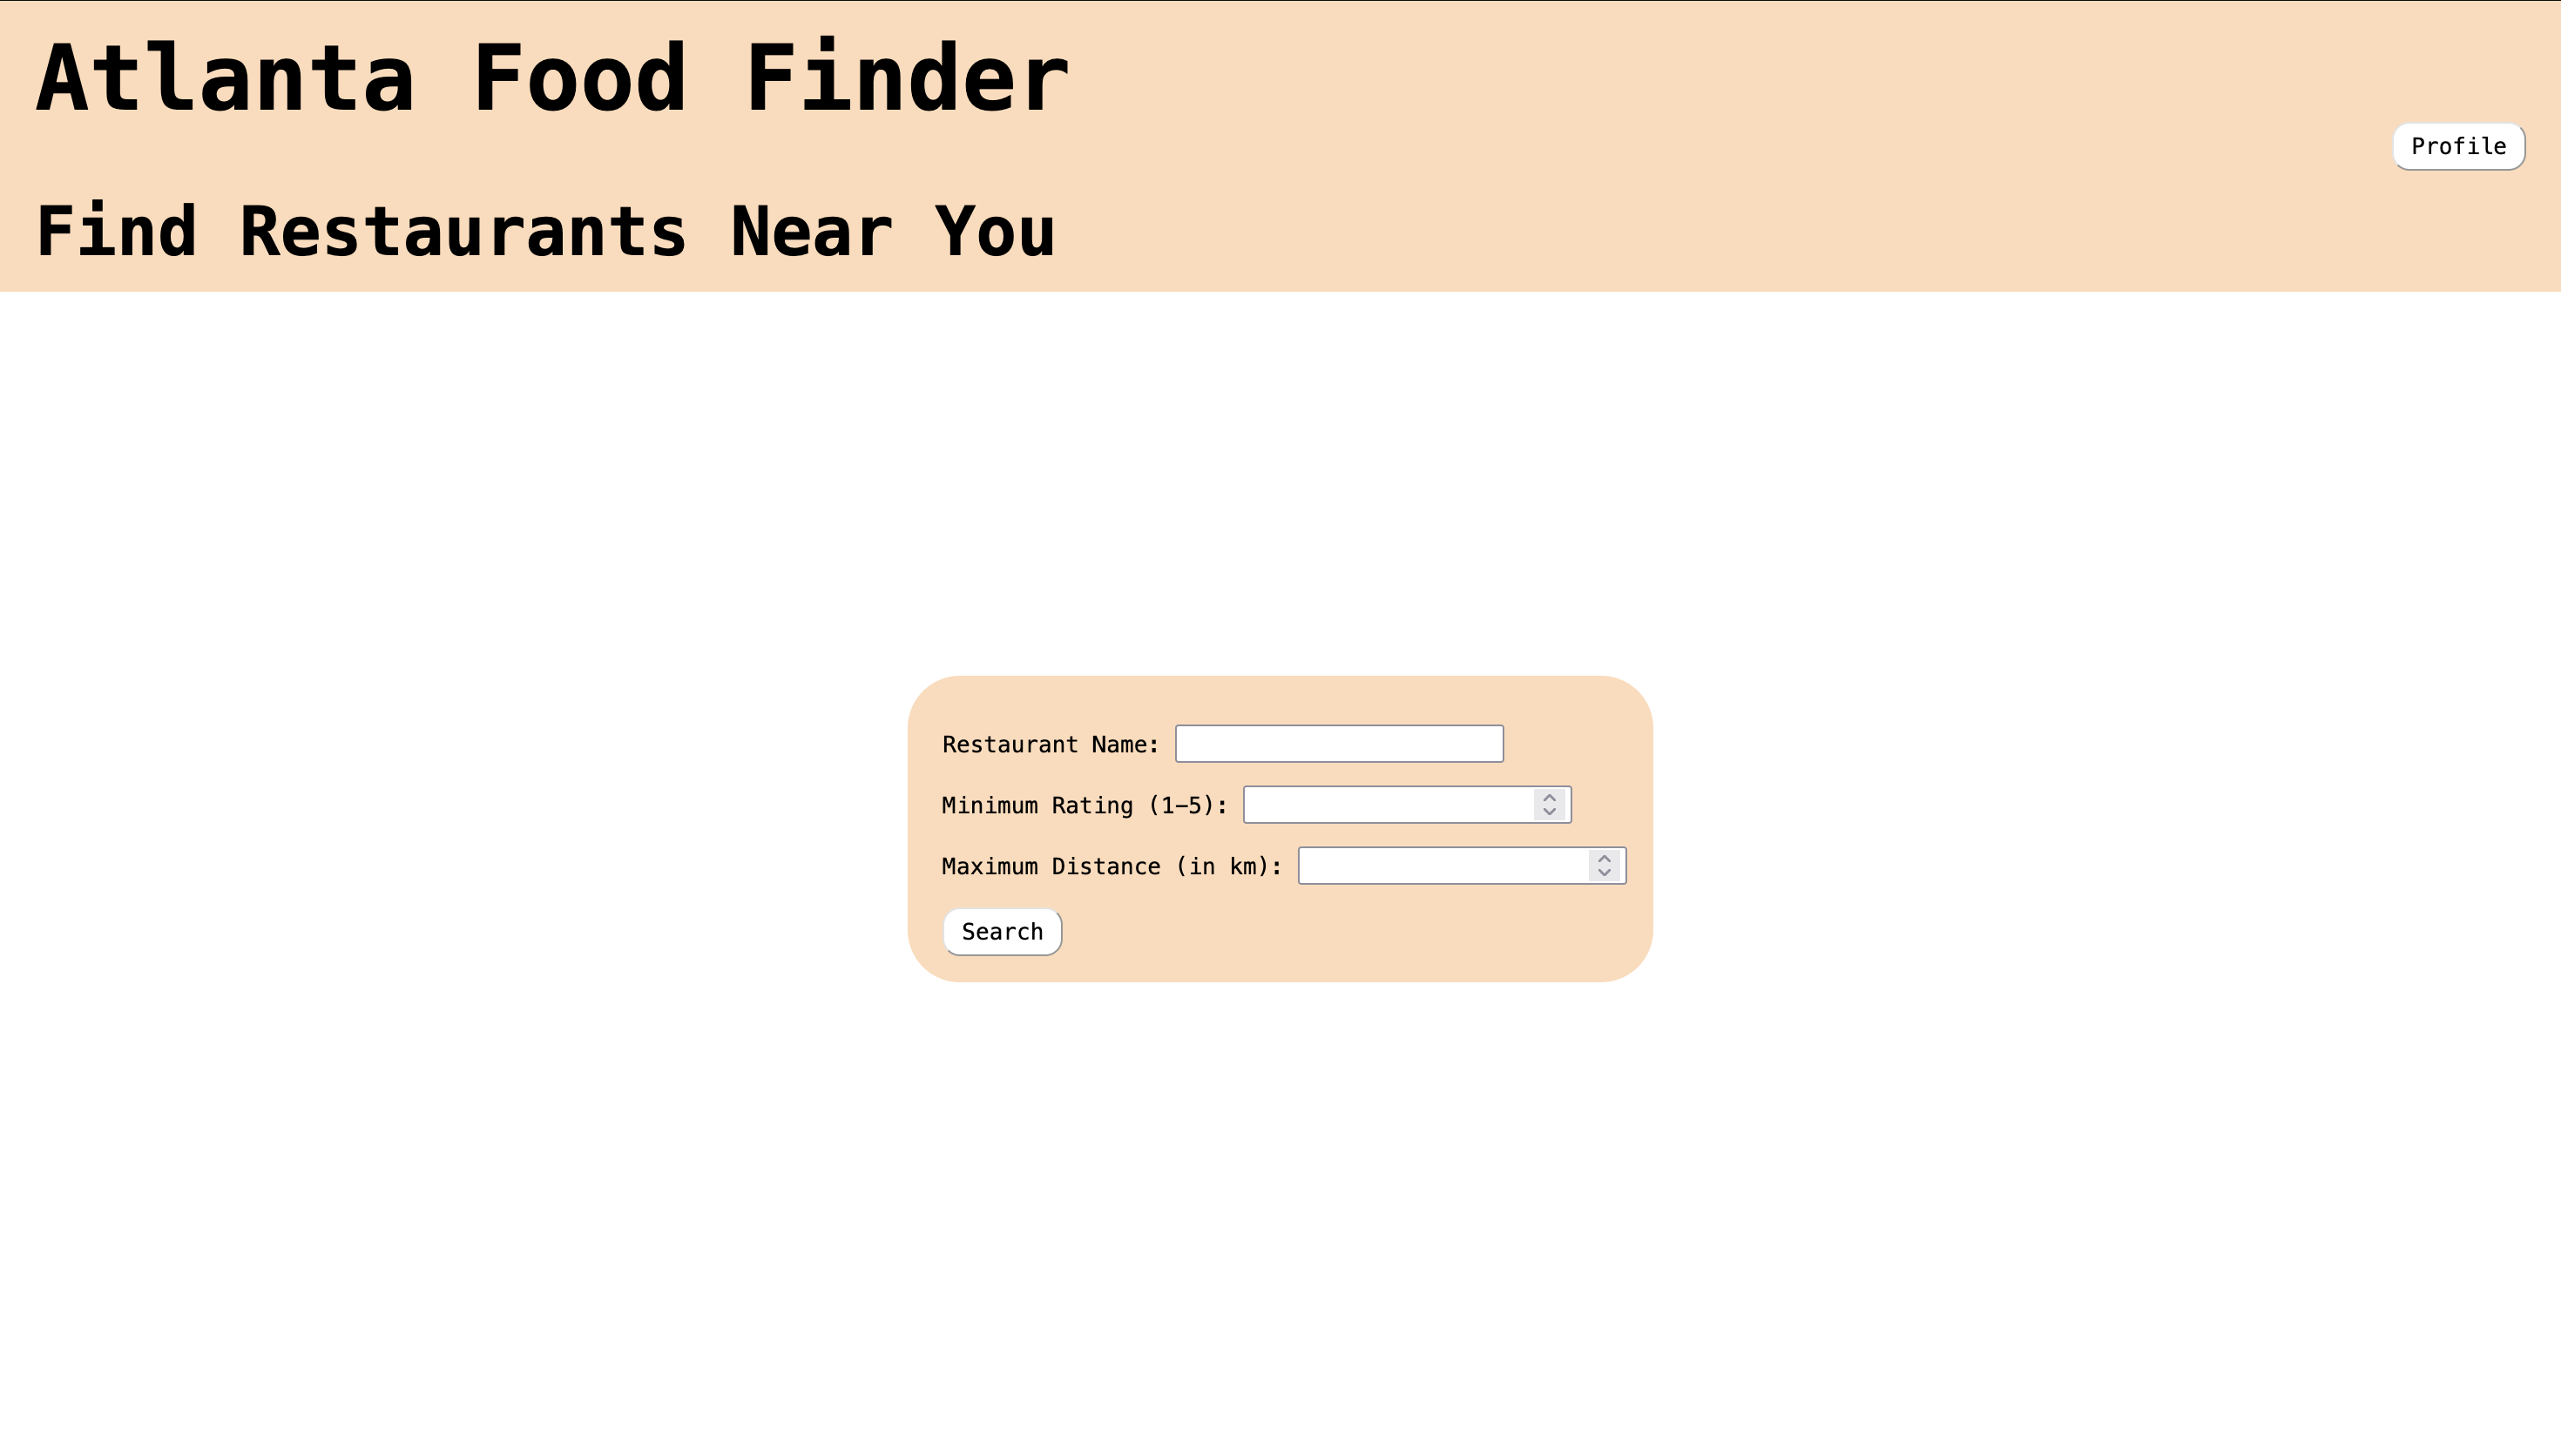 Atlanta Food Finder
Profile
Find Restaurants Near You
Restaurant Name:
Minimum Rating (1-5):
Maximum Distance (in km):
Search